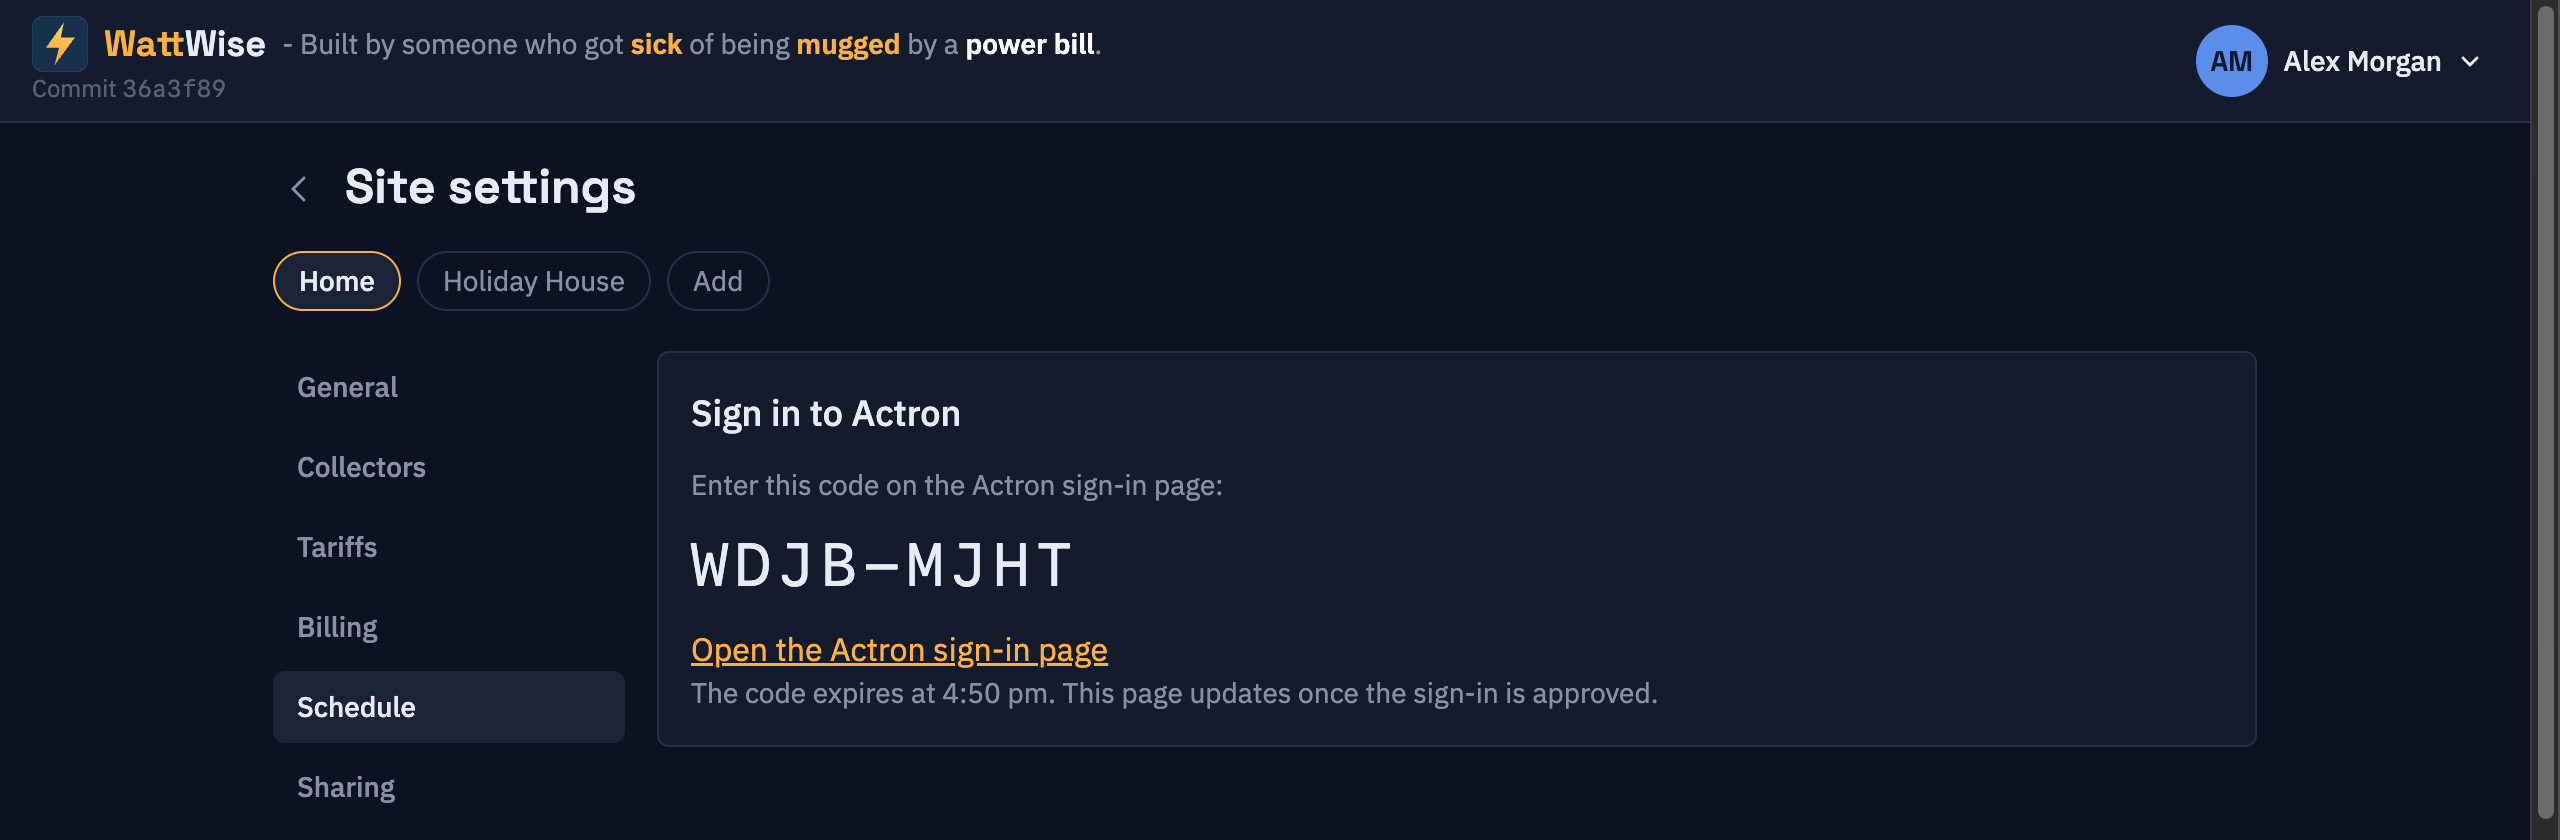 WattWise - Built by someone who got sick of being mugged by a power bill.
Commit 36a3f89
AM Alex Morgan
Site settings
Home Holiday House Add
General
Collectors
Tariffs
Billing
Schedule
Sharing
Sign in to Actron
Enter this code on the Actron sign-in page:
WDJB-MJHT
Open the Actron sign-in page
The code expires at 4:50 pm. This page updates once the sign-in is approved.